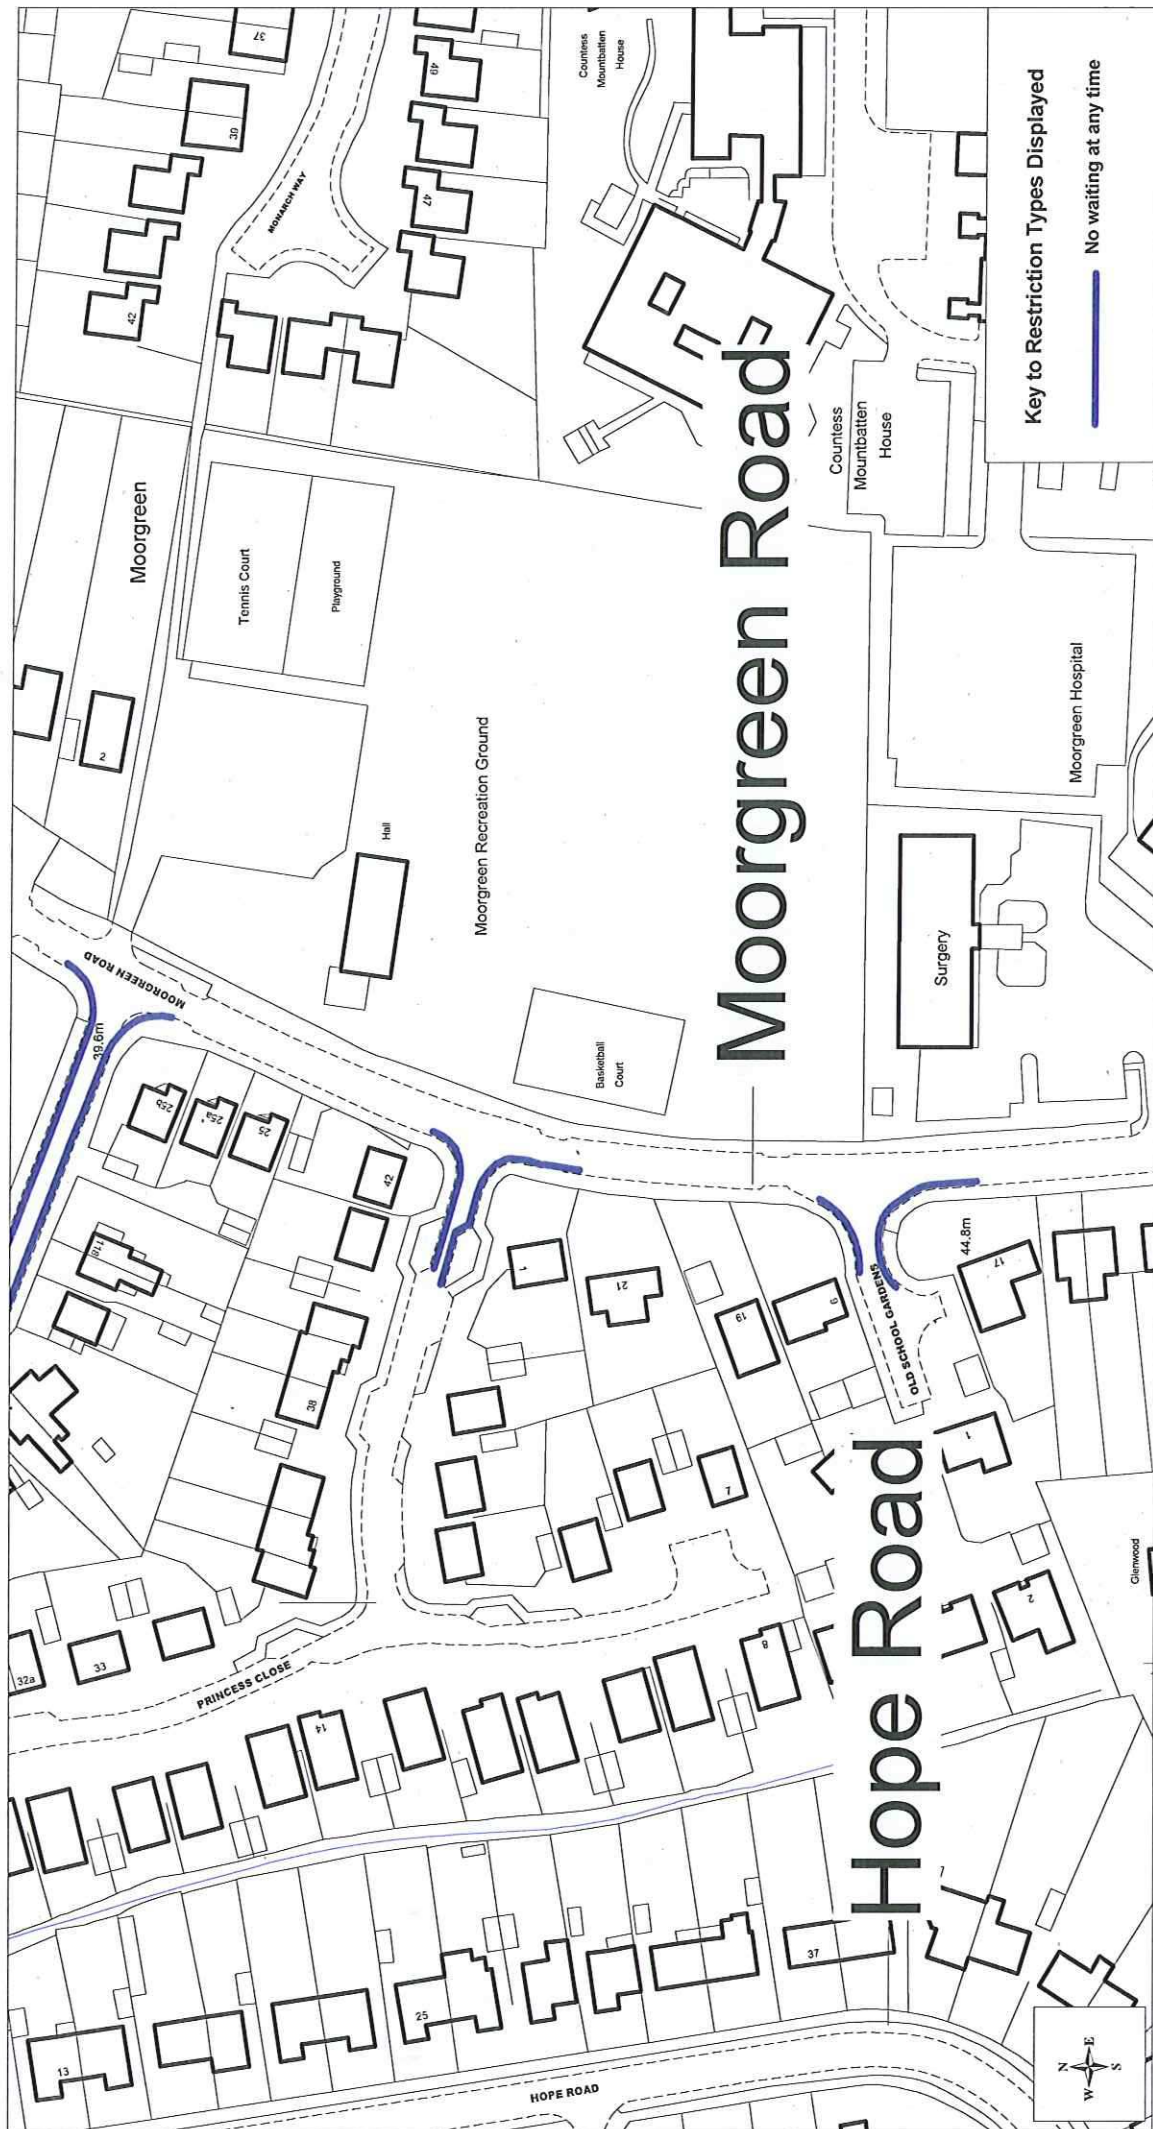 37
39
42
MONARCH WAY
49
47
Countess
Mountbatten
House
Moorgreen
Tennis Court
Playground
2
Hall
Moorgreen Recreation Ground
Countess
Mountbatten
House
Key to Restriction Types Displayed
No waiting at any time
Moorgreen Road
Moorgreen Hospital
Surgery
Basketball
Court
MOORGREEN ROAD
39.6m
25b
25a
25
42
118
38
1
21
19
9
7
OLD SCHOOL GARDENS
44.8m
17
1
2
Glenwood
32a
33
PRINCESS CLOSE
14
8
Hope Road
13
25
37
HOPE ROAD
N
E
S
W